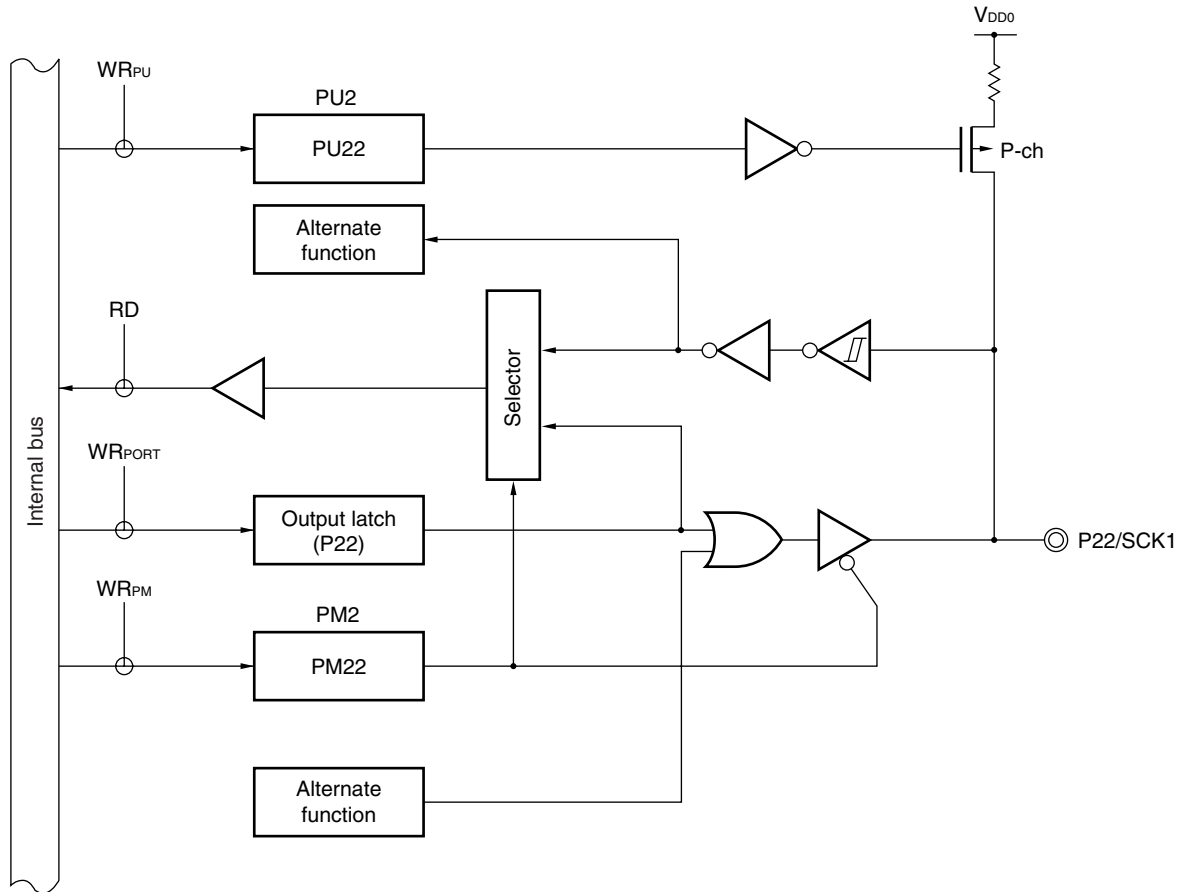 VDD0
WRPU
PU2
PU22
P-ch
Alternate
function
RD
Selector
Internal bus
WRPORT
Output latch
(P22)
P22/SCK1
WRPM
PM2
PM22
Alternate
function